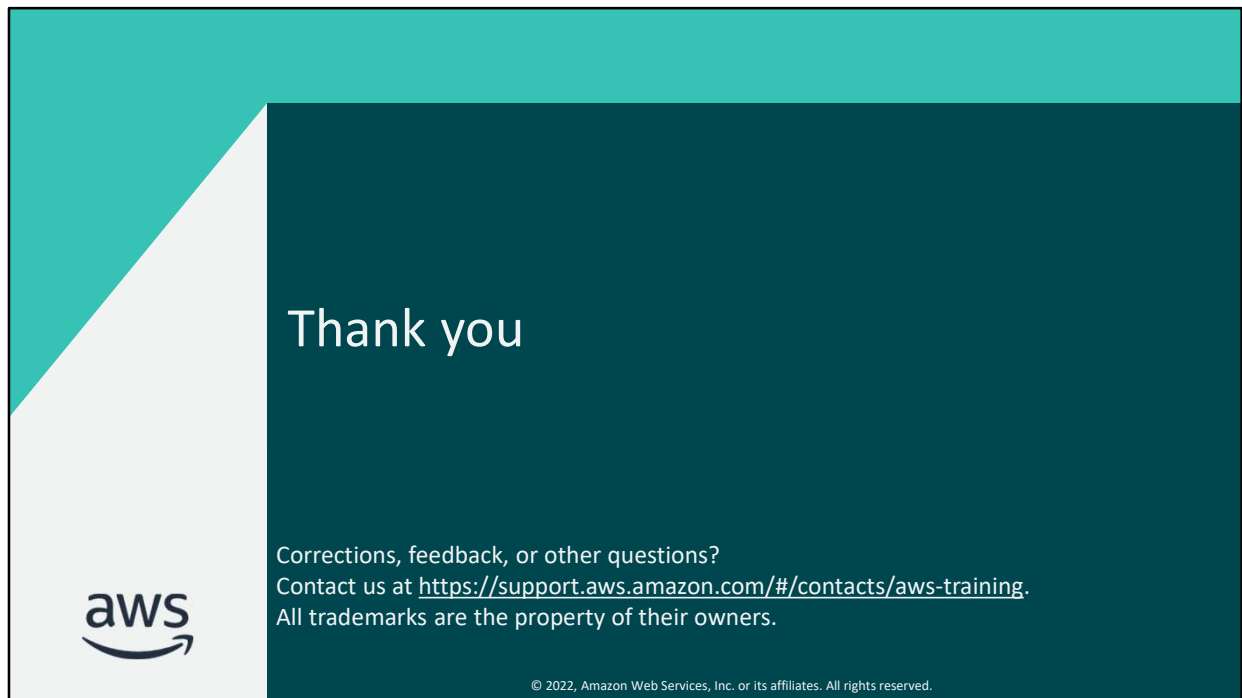 Thank you
Corrections, feedback, or other questions?
Contact us at https://support.aws.amazon.com/#/contacts/aws-training.
All trademarks are the property of their owners.
aws
© 2022, Amazon Web Services, Inc. or its affiliates. All rights reserved.